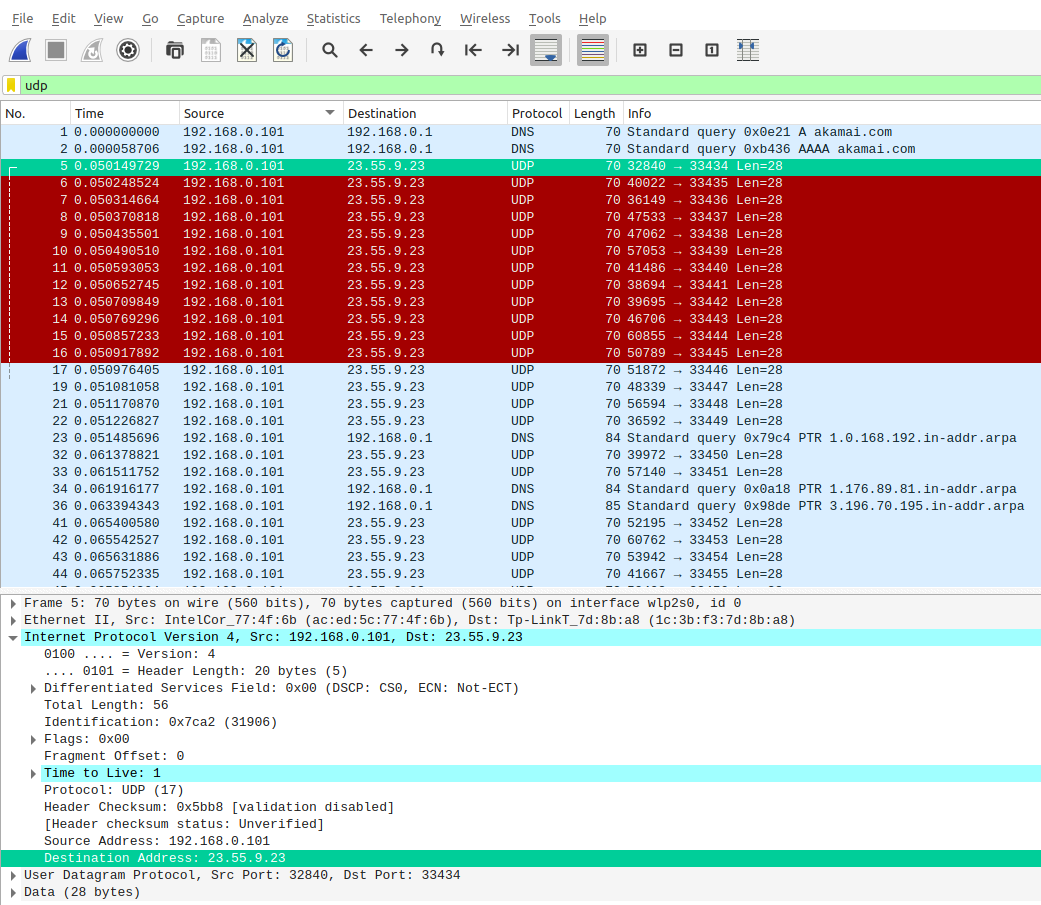 File Edit View Go Capture Analyze Statistics Telephony Wireless Tools Help
udp
No. Time Source Destination Protocol Length Info
1 0.000000000 192.168.0.101 192.168.0.1 DNS 70 Standard query 0x0e21 A akamai.com
2 0.000058706 192.168.0.101 192.168.0.1 DNS 70 Standard query 0xb436 AAAA akamai.com
5 0.050149729 192.168.0.101 23.55.9.23 UDP 70 32840 → 33434 Len=28
6 0.050248524 192.168.0.101 23.55.9.23 UDP 70 40022 → 33435 Len=28
7 0.050314664 192.168.0.101 23.55.9.23 UDP 70 36149 → 33436 Len=28
8 0.050370818 192.168.0.101 23.55.9.23 UDP 70 47533 → 33437 Len=28
9 0.050435501 192.168.0.101 23.55.9.23 UDP 70 47062 → 33438 Len=28
10 0.050490510 192.168.0.101 23.55.9.23 UDP 70 57053 → 33439 Len=28
11 0.050593053 192.168.0.101 23.55.9.23 UDP 70 41486 → 33440 Len=28
12 0.050652745 192.168.0.101 23.55.9.23 UDP 70 38694 → 33441 Len=28
13 0.050709849 192.168.0.101 23.55.9.23 UDP 70 39695 → 33442 Len=28
14 0.050769296 192.168.0.101 23.55.9.23 UDP 70 46706 → 33443 Len=28
15 0.050857233 192.168.0.101 23.55.9.23 UDP 70 60855 → 33444 Len=28
16 0.050917892 192.168.0.101 23.55.9.23 UDP 70 50789 → 33445 Len=28
17 0.050976405 192.168.0.101 23.55.9.23 UDP 70 51872 → 33446 Len=28
19 0.051081058 192.168.0.101 23.55.9.23 UDP 70 48339 → 33447 Len=28
21 0.051170870 192.168.0.101 23.55.9.23 UDP 70 56594 → 33448 Len=28
22 0.051226827 192.168.0.101 23.55.9.23 UDP 70 36592 → 33449 Len=28
23 0.051485696 192.168.0.101 192.168.0.1 DNS 84 Standard query 0x79c4 PTR 1.0.168.192.in-addr.arpa
32 0.061378821 192.168.0.101 23.55.9.23 UDP 70 39972 → 33450 Len=28
33 0.061511752 192.168.0.101 23.55.9.23 UDP 70 57140 → 33451 Len=28
34 0.061916177 192.168.0.101 192.168.0.1 DNS 84 Standard query 0x0a18 PTR 1.176.89.81.in-addr.arpa
36 0.063394343 192.168.0.101 192.168.0.1 DNS 85 Standard query 0x98de PTR 3.196.70.195.in-addr.arpa
41 0.065400580 192.168.0.101 23.55.9.23 UDP 70 52195 → 33452 Len=28
42 0.065542527 192.168.0.101 23.55.9.23 UDP 70 60762 → 33453 Len=28
43 0.065631886 192.168.0.101 23.55.9.23 UDP 70 53942 → 33454 Len=28
44 0.065752335 192.168.0.101 23.55.9.23 UDP 70 41667 → 33455 Len=28
Frame 5: 70 bytes on wire (560 bits), 70 bytes captured (560 bits) on interface wlp2s0, id 0
Ethernet II, Src: IntelCor_77:4f:6b (ac:ed:5c:77:4f:6b), Dst: Tp-LinkT_7d:8b:a8 (1c:3b:f3:7d:8b:a8)
Internet Protocol Version 4, Src: 192.168.0.101, Dst: 23.55.9.23
0100 .... = Version: 4
.... 0101 = Header Length: 20 bytes (5)
Differentiated Services Field: 0x00 (DSCP: CS0, ECN: Not-ECT)
Total Length: 56
Identification: 0x7ca2 (31906)
Flags: 0x00
Fragment Offset: 0
Time to Live: 1
Protocol: UDP (17)
Header Checksum: 0x5bb8 [validation disabled]
[Header checksum status: Unverified]
Source Address: 192.168.0.101
Destination Address: 23.55.9.23
User Datagram Protocol, Src Port: 32840, Dst Port: 33434
Data (28 bytes)